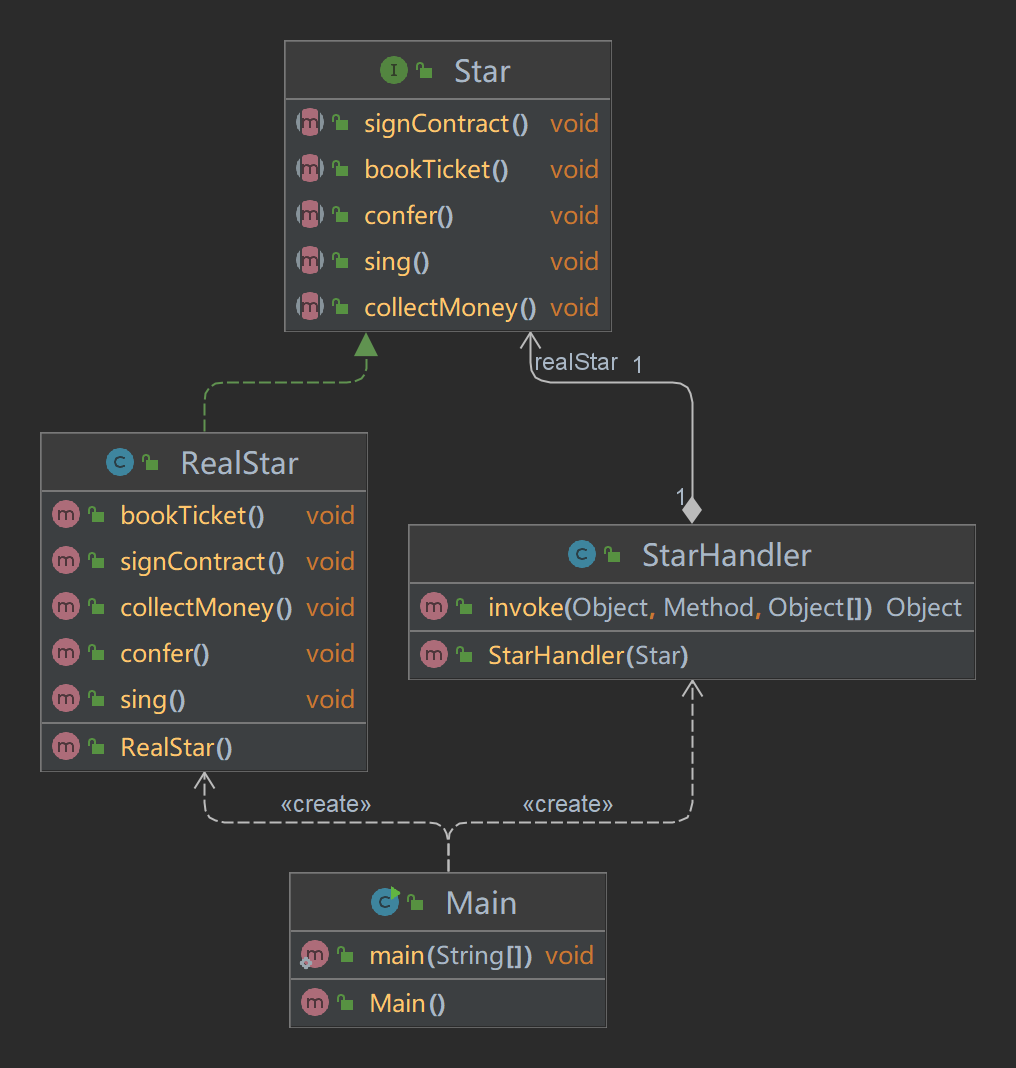 I Star
m signContract() void
m bookTicket() void
m confer() void
m sing() void
m collectMoney() void
realStar 1
C RealStar
m bookTicket() void
m signContract() void
m collectMoney() void
m confer() void
m sing() void
m RealStar()
1
C StarHandler
m invoke(Object, Method, Object[]) Object
m StarHandler(Star)
«create» «create»
C Main
m main(String[]) void
m Main()